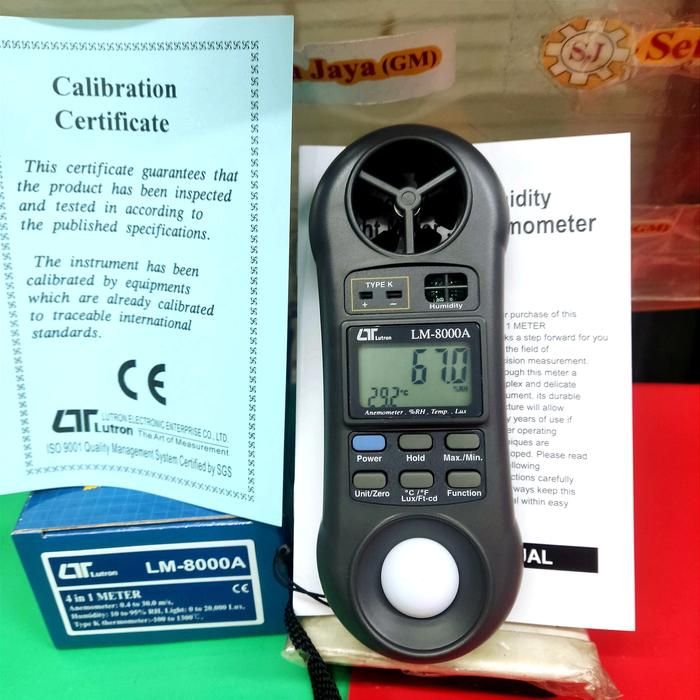 Calibration
Certificate
This certificate guarantees that
the product has been inspected
and tested in according to
the published specifications.
The instrument has been
calibrated by equipments
which are already calibrated
to traceable international
standards.
CE
LUTRON ELECTRONIC ENTERPRISE CO., LTD.
Lutron The Art of Measurement
ISO 9001 Quality Management System Certified by SGS
Lutron LM-8000A
4 in 1 METER
CE
Anemometer: 0.4 to 30.0 m/s,
Humidity: 10 to 95% RH, Light: 0 to 20,000 Lux,
Type K thermometer:-100 to 1300℃.
Jaya (GM)
SJ
(GM)
TYPE K
+ −
Humidity
Lutron LM-8000A
67.0
%RH
29.2 °C
Anemometer, %RH, Temp., Lux
Power Hold Max./Min.
Unit/Zero °C/°F Function
Lux/Ft-cd
idity
mometer
purchase of this
1 METER
ks a step forward for you
the field of
cision measurement.
ough this meter a
plex and delicate
ument, its durable
cture will allow
y years of use if
er operating
niques are
oped. Please read
ollowing
ctions carefully
ways keep this
al within easy
UAL